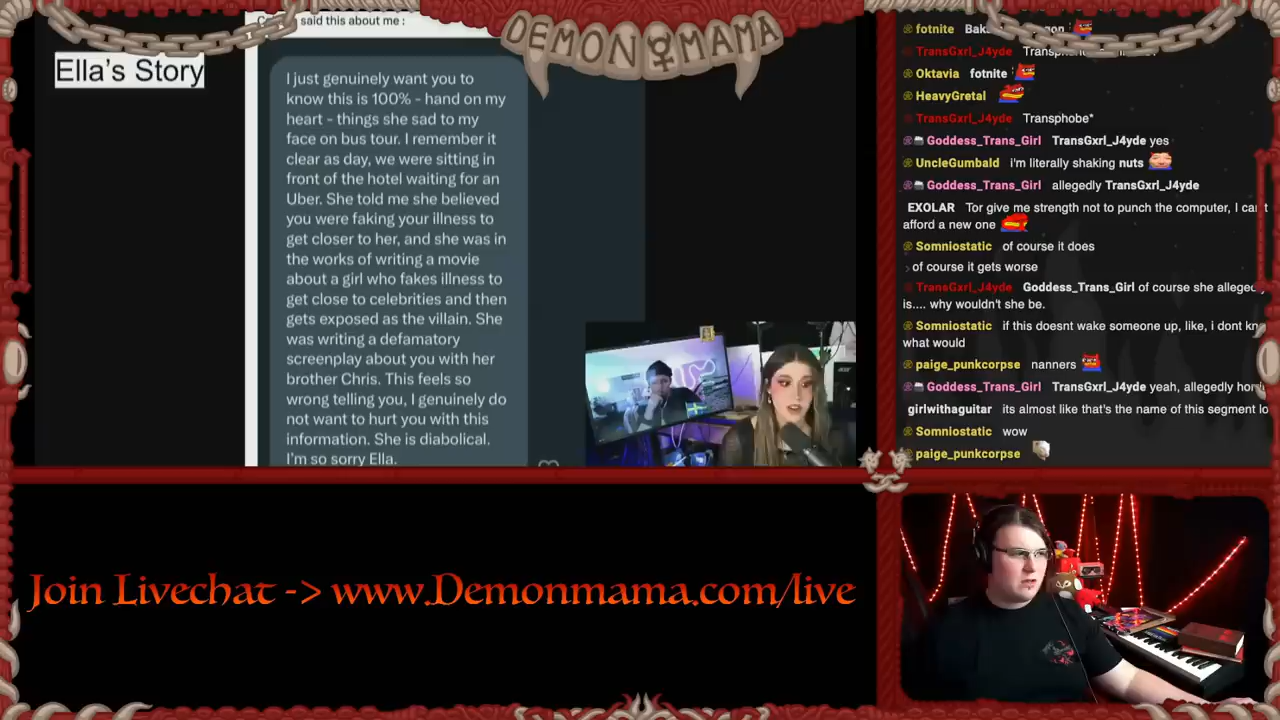 said this about me :
DEMON MAMA
Ella's Story
I just genuinely want you to
know this is 100% - hand on my
heart - things she sad to my
face on bus tour. I remember it
clear as day, we were sitting in
front of the hotel waiting for an
Uber. She told me she believed
you were faking your illness to
get closer to her, and she was in
the works of writing a movie
about a girl who fakes illness to
get close to celebrities and then
gets exposed as the villain. She
was writing a defamatory
screenplay about you with her
brother Chris. This feels so
wrong telling you, I genuinely do
not want to hurt you with this
information. She is diabolical.
I'm so sorry Ella.
fotnite
TransGxrl_J4yde
Oktavia fotnite
HeavyGretal
TransGxrl_J4yde Transphobe*
Goddess_Trans_Girl TransGxrl_J4yde yes
UncleGumbald i'm literally shaking nuts
Goddess_Trans_Girl allegedly TransGxrl_J4yde
EXOLAR Tor give me strength not to punch the computer, I can't
afford a new one
Somniostatic of course it does
of course it gets worse
TransGxrl_J4yde Goddess_Trans_Girl of course she
is.... why wouldn't she be.
Somniostatic if this doesnt wake someone up, like, i dont
what would
paige_punkcorpse nanners
Goddess_Trans_Girl TransGxrl_J4yde yeah, allegedly
girlwithaguitar its almost like that's the name of this segment
Somniostatic wow
paige_punkcorpse
Join Livechat -> www.Demonmama.com/live